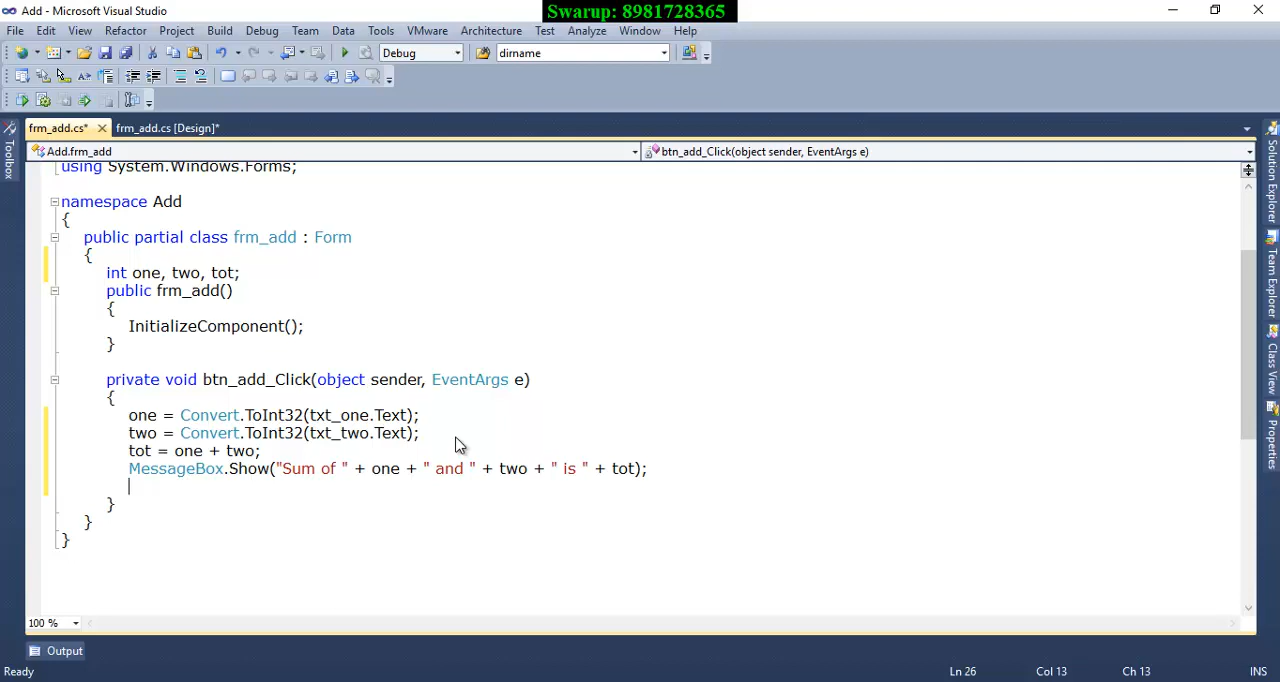 Swarup: 8981728365
Add - Microsoft Visual Studio
File Edit View Refactor Project Build Debug Team Data Tools VMware Architecture Test Analyze Window Help
Debug dirname
frm_add.cs* frm_add.cs [Design]*
Add.frm_add btn_add_Click(object sender, EventArgs e)
using System.Windows.Forms;
namespace Add
{
public partial class frm_add : Form
{
int one, two, tot;
public frm_add()
{
InitializeComponent();
}
private void btn_add_Click(object sender, EventArgs e)
{
one = Convert.ToInt32(txt_one.Text);
two = Convert.ToInt32(txt_two.Text);
tot = one + two;
MessageBox.Show("Sum of " + one + " and " + two + " is " + tot);
}
}
}
100 %
Output
Ready Ln 26 Col 13 Ch 13 INS
Toolbox
Solution Explorer
Team Explorer
Class View
Properties